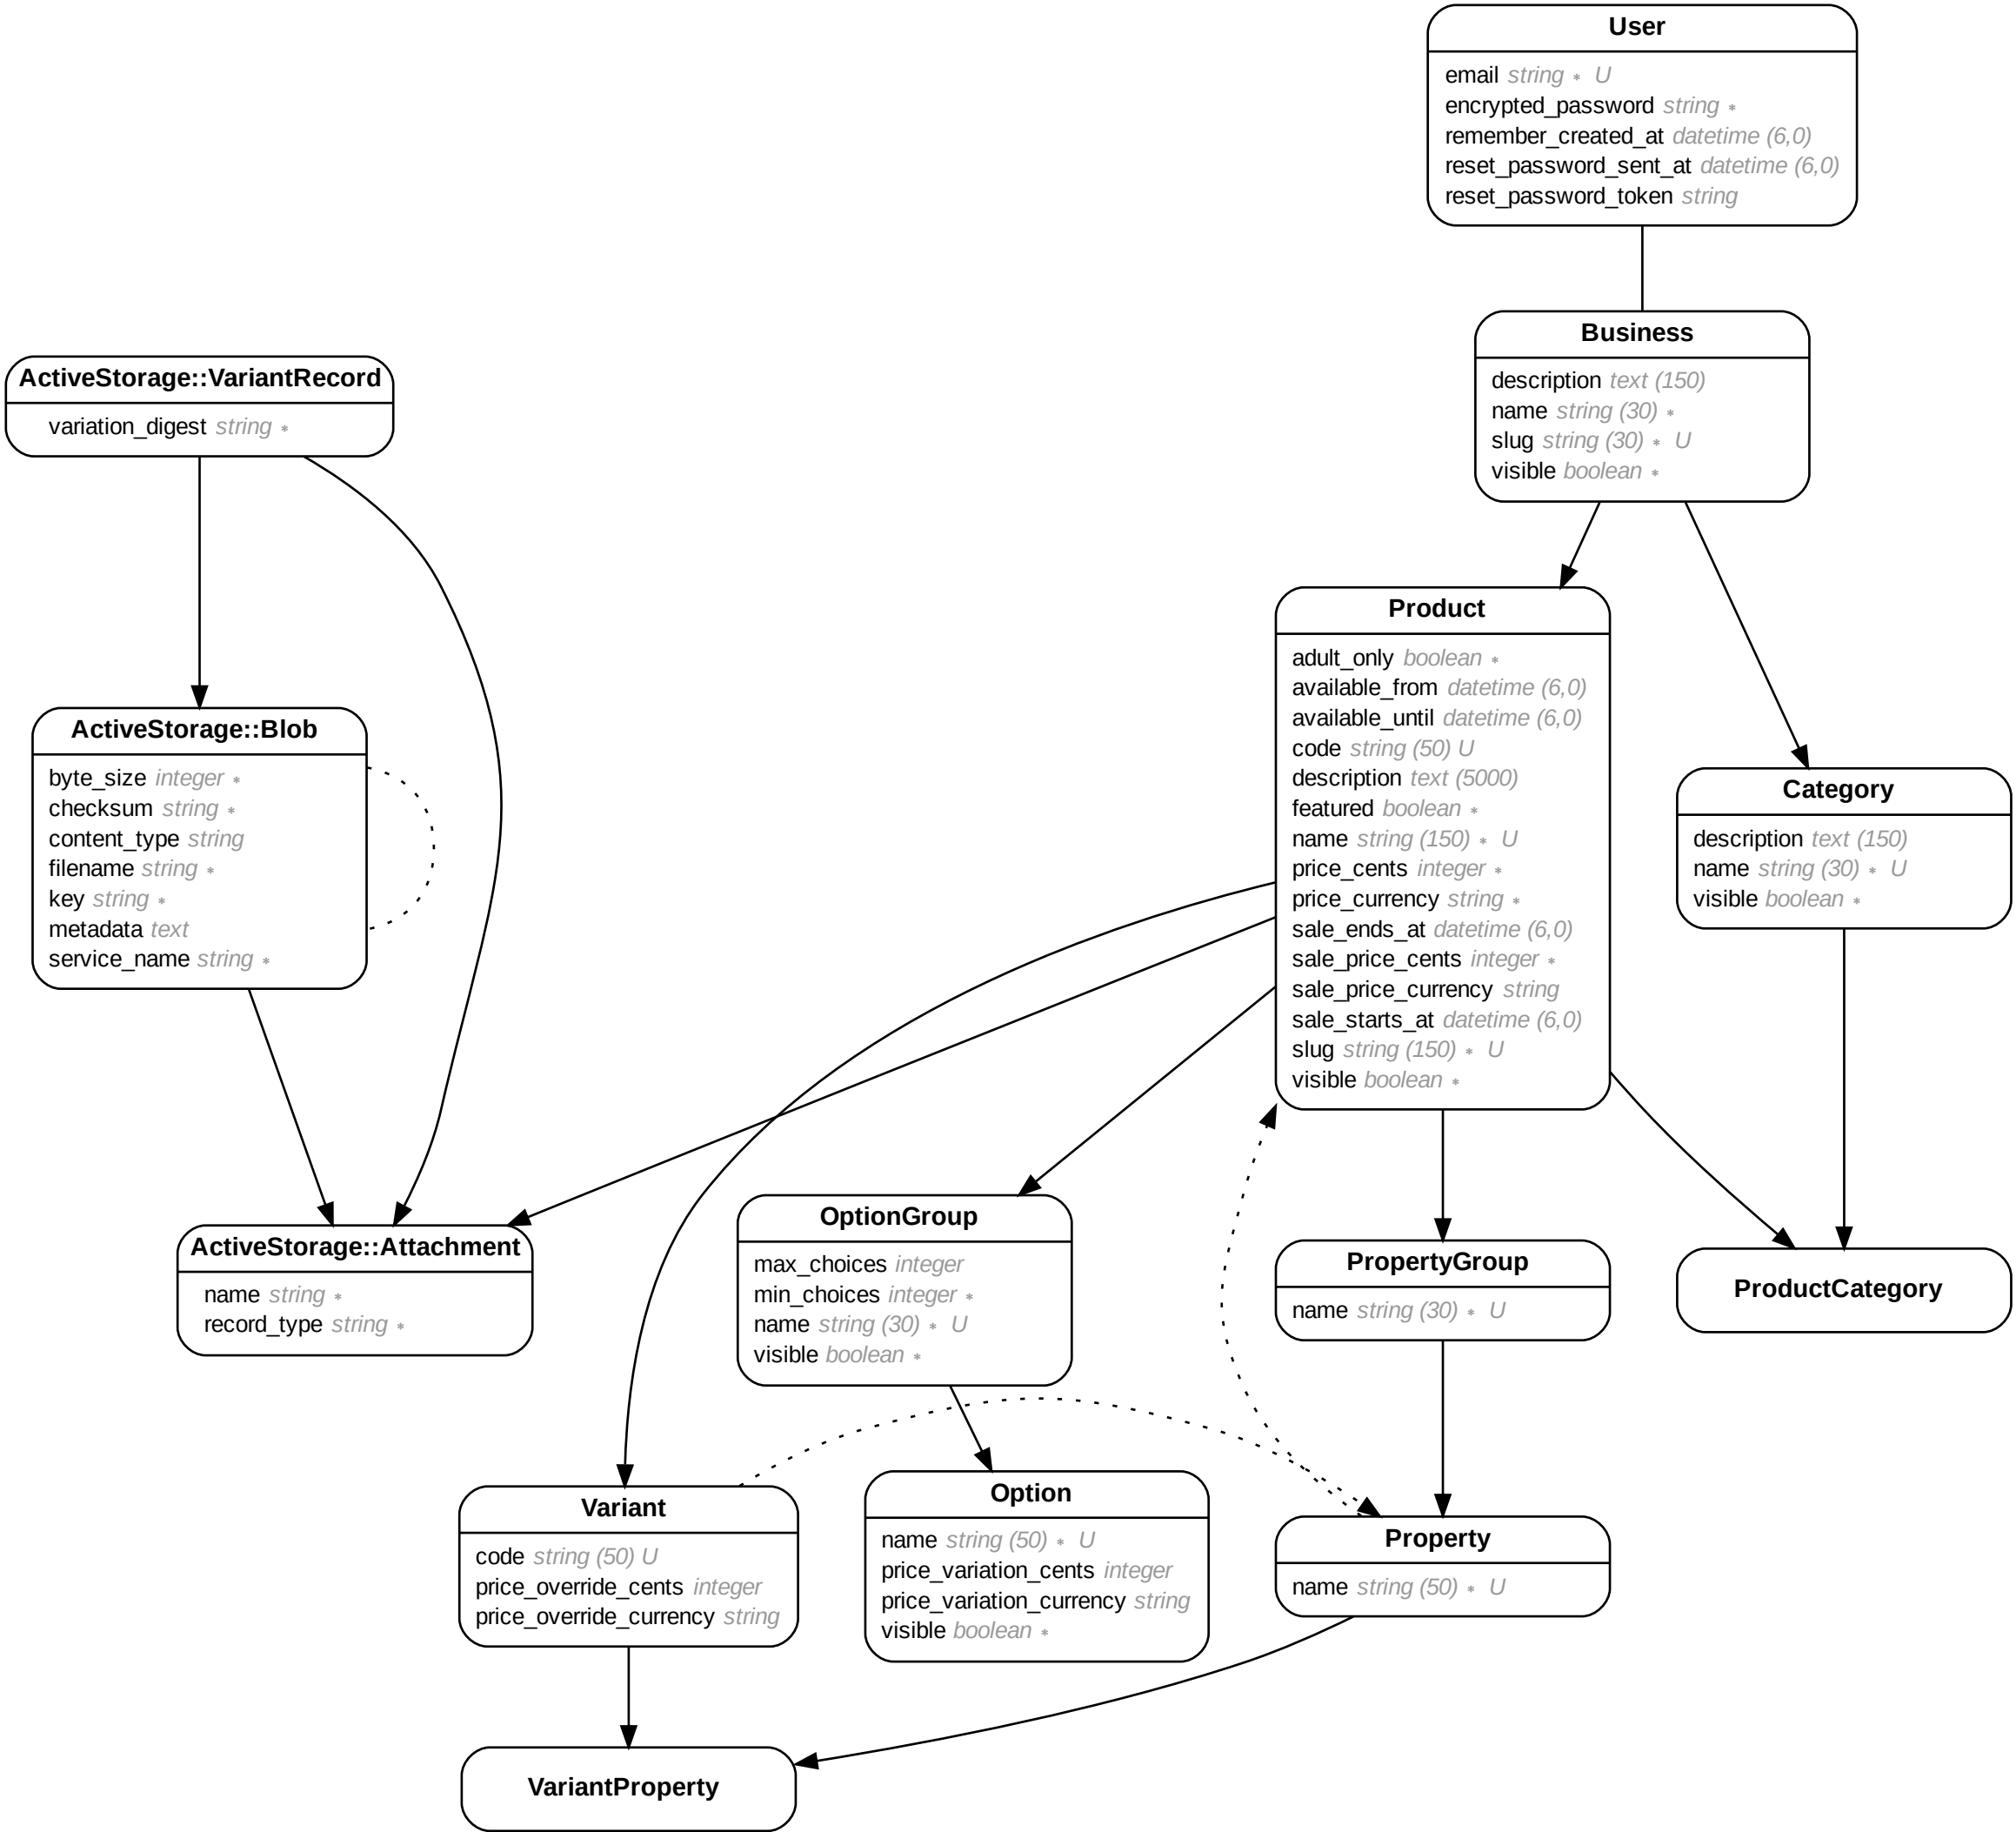 User
email string * U
encrypted_password string *
remember_created_at datetime (6,0)
reset_password_sent_at datetime (6,0)
reset_password_token string
Business
description text (150)
name string (30) *
slug string (30) * U
visible boolean *
ActiveStorage::VariantRecord
variation_digest string *
Product
adult_only boolean *
available_from datetime (6,0)
available_until datetime (6,0)
code string (50) U
description text (5000)
featured boolean *
name string (150) * U
price_cents integer *
price_currency string *
sale_ends_at datetime (6,0)
sale_price_cents integer *
sale_price_currency string
sale_starts_at datetime (6,0)
slug string (150) * U
visible boolean *
ActiveStorage::Blob
byte_size integer *
checksum string *
content_type string
filename string *
key string *
metadata text
service_name string *
Category
description text (150)
name string (30) * U
visible boolean *
ActiveStorage::Attachment
name string *
record_type string *
OptionGroup
max_choices integer
min_choices integer *
name string (30) * U
visible boolean *
PropertyGroup
name string (30) * U
ProductCategory
Variant
code string (50) U
price_override_cents integer
price_override_currency string
Option
name string (50) * U
price_variation_cents integer
price_variation_currency string
visible boolean *
Property
name string (50) * U
VariantProperty